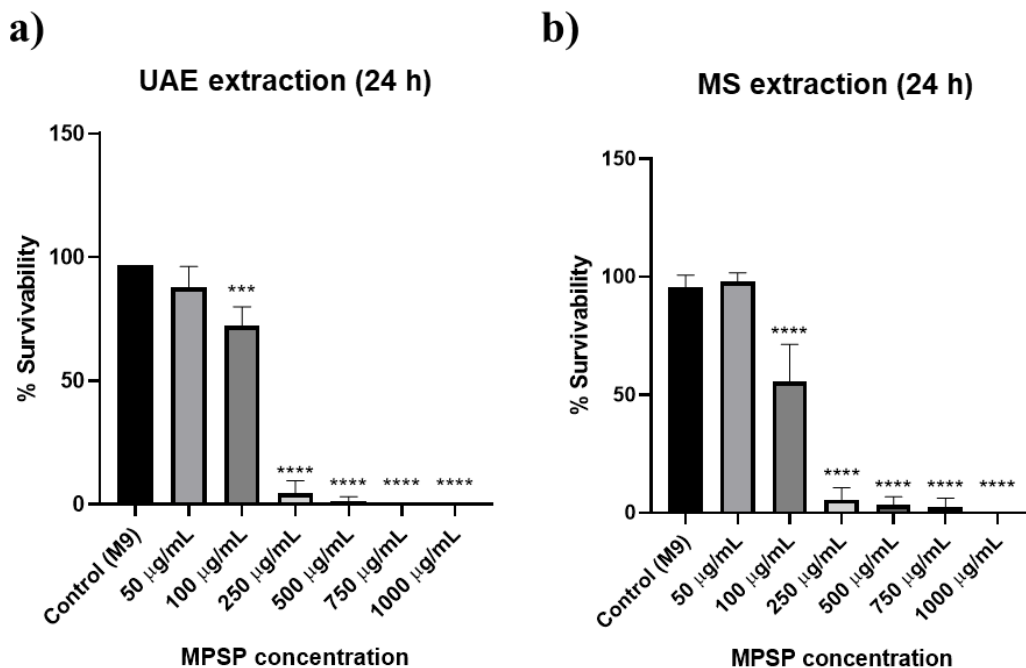 a)
UAE extraction (24 h)
% Survivability
150
100
50
0
***
****
****
****
****
Control (M9)
50 μg/mL
100 μg/mL
250 μg/mL
500 μg/mL
750 μg/mL
1000 μg/mL
MPSP concentration
b)
MS extraction (24 h)
% Survivability
150
100
50
0
****
****
****
****
****
Control (M9)
50 μg/mL
100 μg/mL
250 μg/mL
500 μg/mL
750 μg/mL
1000 μg/mL
MPSP concentration